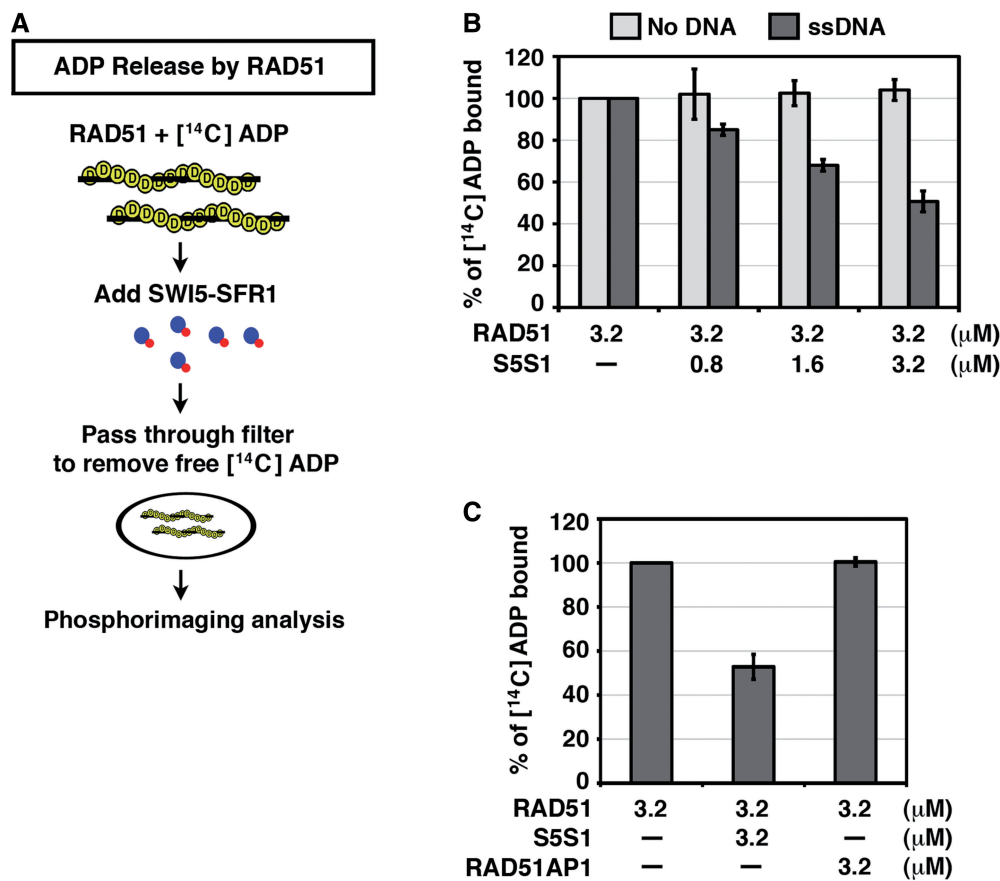 A
ADP Release by RAD51
RAD51 + [¹⁴C] ADP
D D D D D D D D D D D D D
D D D D D D D D D D D D D
Add SWI5-SFR1
Pass through filter
to remove free [¹⁴C] ADP
Phosphorimaging analysis
B
No DNA ssDNA
% of [¹⁴C] ADP bound
120
100
80
60
40
20
0
RAD51 3.2 3.2 3.2 3.2 (μM)
S5S1 — 0.8 1.6 3.2 (μM)
C
% of [¹⁴C] ADP bound
120
100
80
60
40
20
0
RAD51 3.2 3.2 3.2 (μM)
S5S1 — 3.2 — (μM)
RAD51AP1 — — 3.2 (μM)